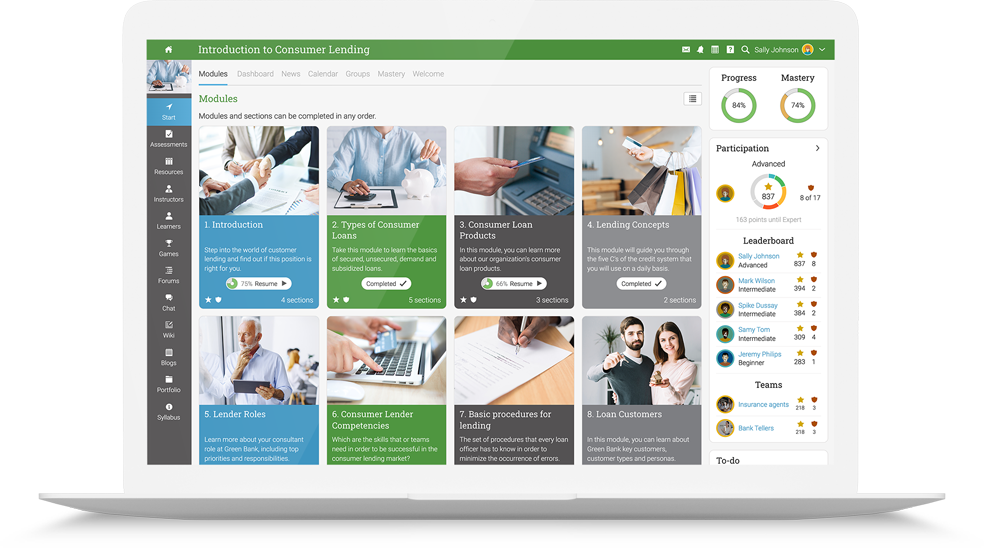 Introduction to Consumer Lending
Sally Johnson
Modules Dashboard News Calendar Groups Mastery Welcome
Start
Assessments
Resources
Instructors
Learners
Games
Forums
Chat
Wiki
Blogs
Portfolio
Syllabus
Modules
Modules and sections can be completed in any order.
1. Introduction
Step into the world of customer
lending and find out if this position is
right for you.
75% Resume
4 sections
2. Types of Consumer
Loans
Take this module to learn the basics
of secured, unsecured, demand and
subsidized loans.
Completed
5 sections
3. Consumer Loan
Products
In this module, you can learn more
about our organization's consumer
loan products.
66% Resume
3 sections
4. Lending Concepts
This module will guide you through
the five C's of the credit system that
you will use on a daily basis.
Completed
2 sections
5. Lender Roles
Learn more about your consultant
role at Green Bank, including top
priorities and responsibilities.
6. Consumer Lender
Competencies
Which are the skills that or teams
need in order to be successful in the
consumer lending market?
7. Basic procedures for
lending
The set of procedures that every loan
officer has to know in order to
minimize the occurrence of errors.
8. Loan Customers
In this module, you can learn about
Green Bank key customers,
customer types and personas.
Progress Mastery
84% 74%
Participation
Advanced
837
8 of 17
163 points until Expert
Leaderboard
Sally Johnson
Advanced
837 8
Mark Wilson
Intermediate
394 2
Spike Dussay
Intermediate
384 2
Samy Tom
Intermediate
309 4
Jeremy Philips
Beginner
283 1
Teams
Insurance agents
218 3
Bank Tellers
218 3
To-do